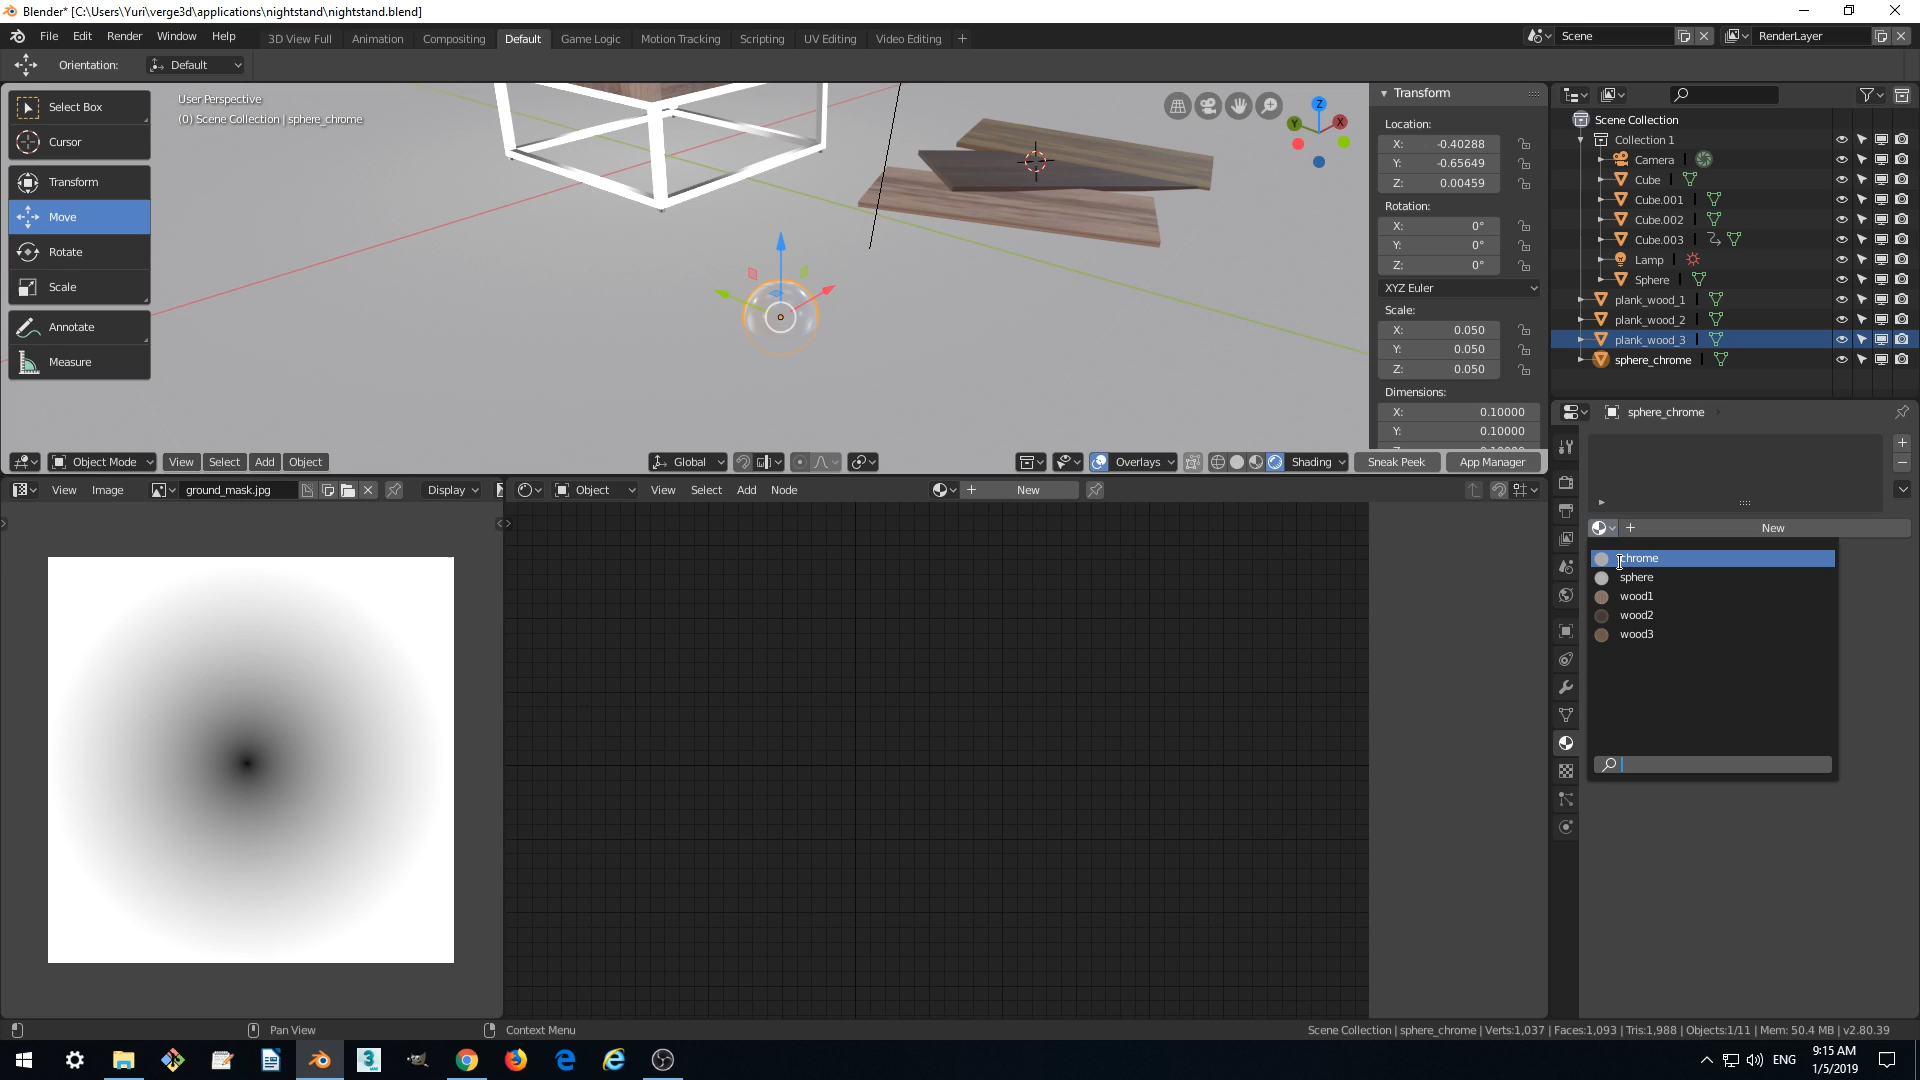 Blender* [C:\Users\Yuri\verge3d\applications\nightstand\nightstand.blend]
File Edit Render Window Help 3D View Full Animation Compositing Default Game Logic Motion Tracking Scripting UV Editing Video Editing + Scene RenderLayer
Orientation: Default
Select Box
Cursor
Transform
Move
Rotate
Scale
Annotate
Measure
User Perspective
(0) Scene Collection | sphere_chrome
Z
Y
X
Transform
Location:
X: -0.40288
Y: -0.65649
Z: 0.00459
Rotation:
X: 0°
Y: 0°
Z: 0°
XYZ Euler
Scale:
X: 0.050
Y: 0.050
Z: 0.050
Dimensions:
X: 0.10000
Y: 0.10000
Object Mode View Select Add Object Global Overlays Shading Sneak Peek App Manager
Scene Collection
Collection 1
Camera
Cube
Cube.001
Cube.002
Cube.003
Lamp
Sphere
plank_wood_1
plank_wood_2
plank_wood_3
sphere_chrome
sphere_chrome
New
chrome
sphere
wood1
wood2
wood3
View Image ground_mask.jpg Display
Object View Select Add Node New
Pan View Context Menu Scene Collection | sphere_chrome | Verts:1,037 | Faces:1,093 | Tris:1,988 | Objects:1/11 | Mem: 50.4 MB | v2.80.39
ENG
9:15 AM
1/5/2019